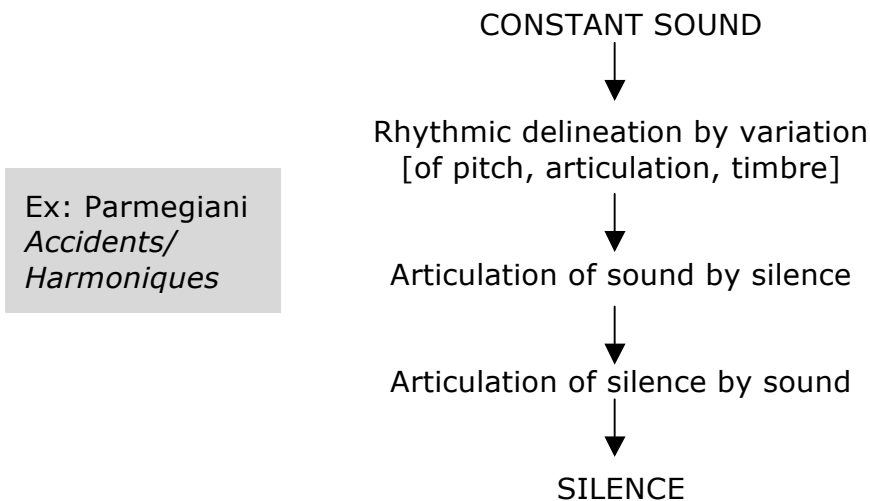 CONSTANT SOUND
Rhythmic delineation by variation
[of pitch, articulation, timbre]
Ex: Parmegiani
Accidents/
Harmoniques
Articulation of sound by silence
Articulation of silence by sound
SILENCE